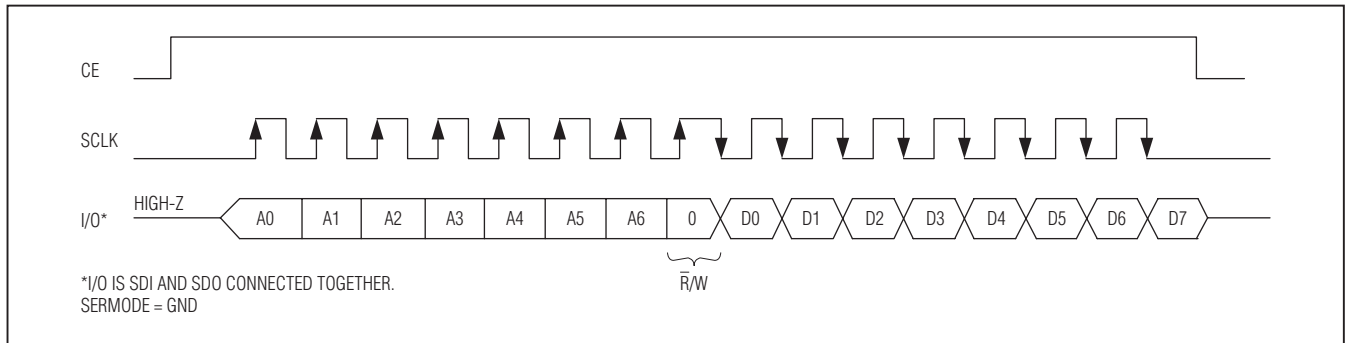 CE
SCLK
HIGH-Z
I/O*
A0 A1 A2 A3 A4 A5 A6 0 D0 D1 D2 D3 D4 D5 D6 D7
R̅/W
*I/O IS SDI AND SDO CONNECTED TOGETHER.
SERMODE = GND